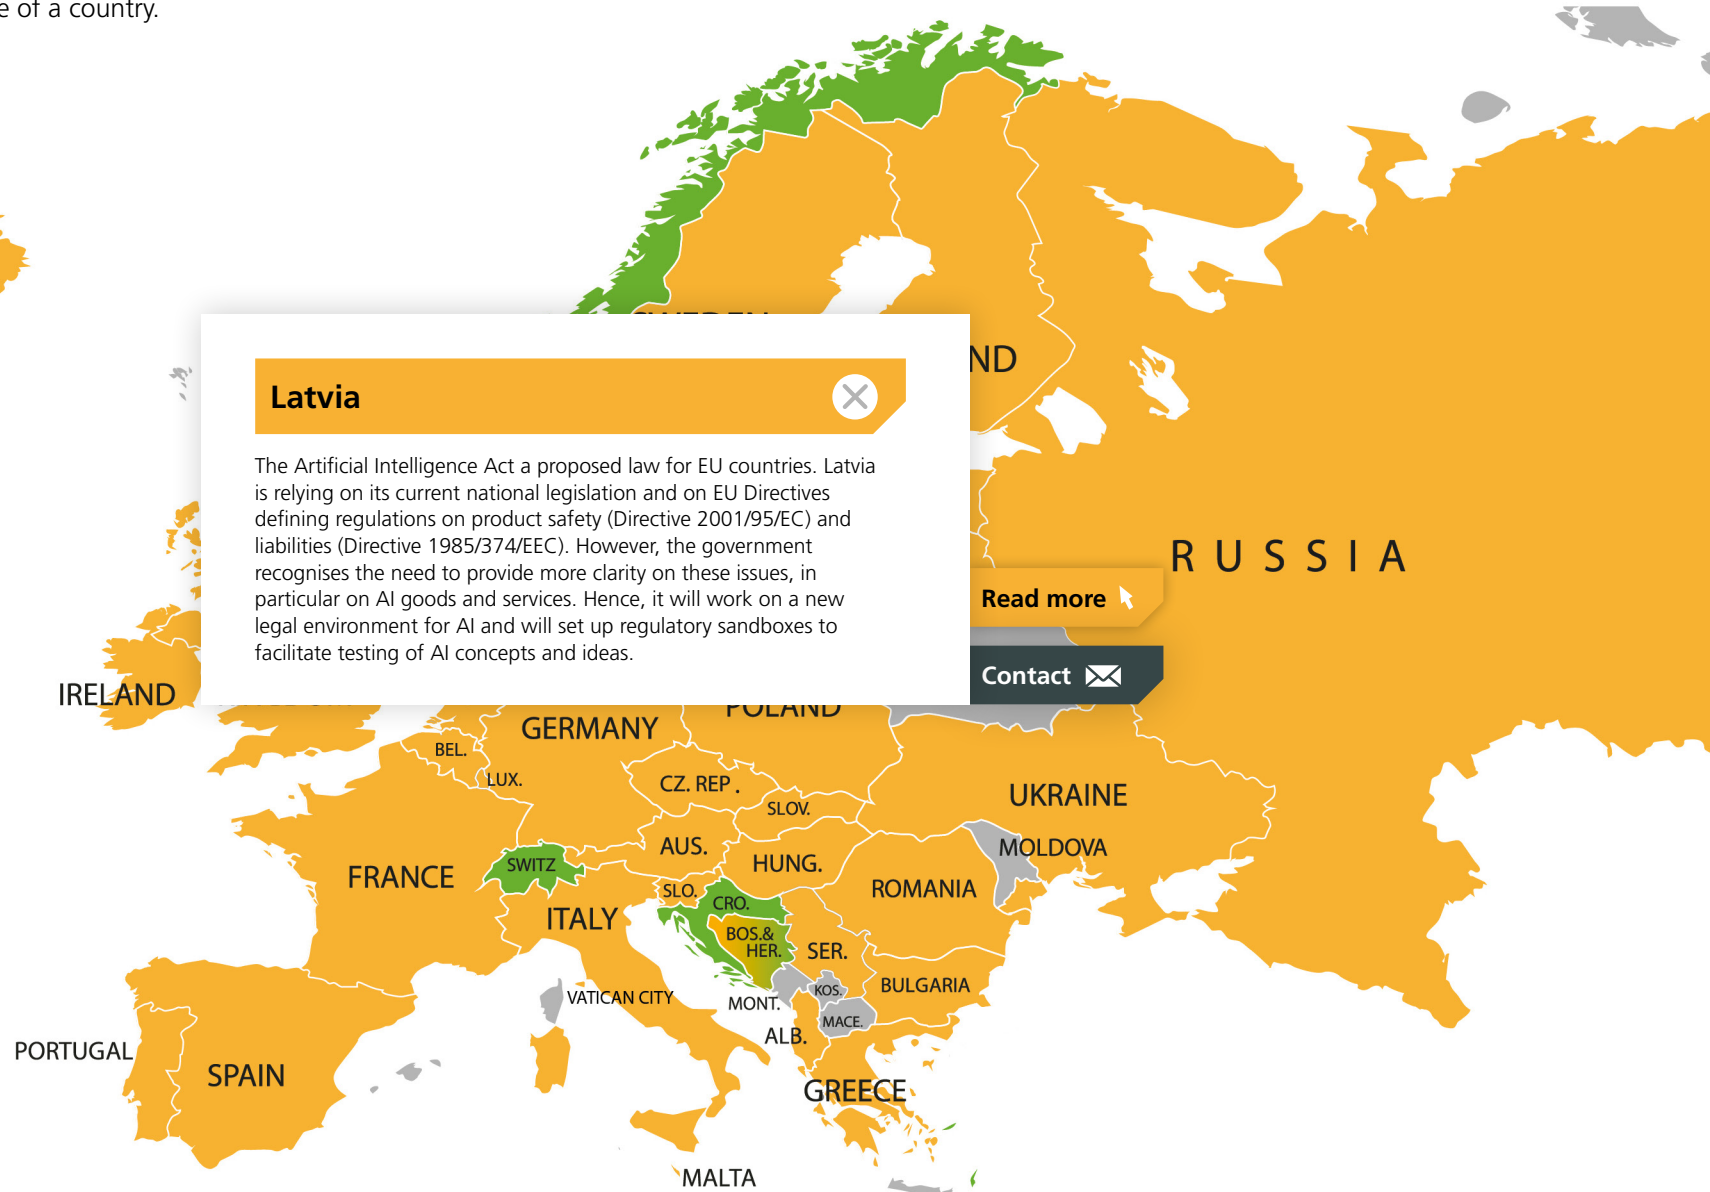 e of a country.
ND
Latvia
The Artificial Intelligence Act a proposed law for EU countries. Latvia
is relying on its current national legislation and on EU Directives
defining regulations on product safety (Directive 2001/95/EC) and
liabilities (Directive 1985/374/EEC). However, the government
recognises the need to provide more clarity on these issues, in
particular on AI goods and services. Hence, it will work on a new
legal environment for AI and will set up regulatory sandboxes to
facilitate testing of AI concepts and ideas.
RUSSIA
Read more
Contact
IRELAND
POLAND
GERMANY
BEL.
LUX.
CZ. REP.
SLOV.
UKRAINE
AUS.
HUNG.
MOLDOVA
FRANCE
SWITZ
ROMANIA
SLO.
CRO.
ITALY
BOS.&
HER.
SER.
BULGARIA
KOS.
VATICAN CITY
MONT.
MACE.
ALB.
PORTUGAL
SPAIN
GREECE
MALTA